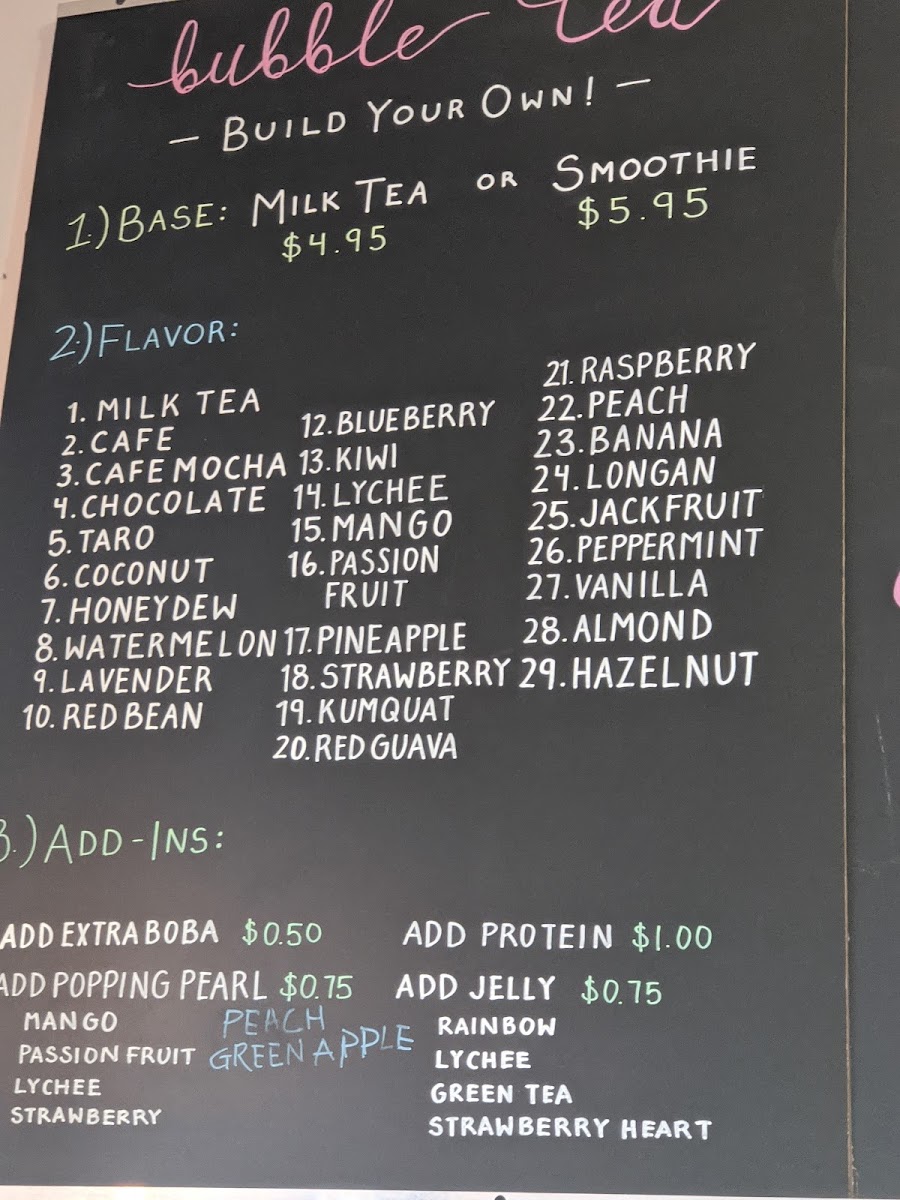 bubble tea
— BUILD YOUR OWN! —
1.) BASE: MILK TEA OR SMOOTHIE
$4.95 $5.95
2.) FLAVOR:
1. MILK TEA
2. CAFE
3. CAFE MOCHA
4. CHOCOLATE
5. TARO
6. COCONUT
7. HONEYDEW
8. WATERMELON
9. LAVENDER
10. RED BEAN
12. BLUEBERRY
13. KIWI
14. LYCHEE
15. MANGO
16. PASSION
FRUIT
17. PINEAPPLE
18. STRAWBERRY
19. KUMQUAT
20. RED GUAVA
21. RASPBERRY
22. PEACH
23. BANANA
24. LONGAN
25. JACKFRUIT
26. PEPPERMINT
27. VANILLA
28. ALMOND
29. HAZELNUT
3.) ADD-INS:
ADD EXTRA BOBA $0.50
ADD POPPING PEARL $0.75
MANGO
PASSION FRUIT
LYCHEE
STRAWBERRY
PEACH
GREEN APPLE
ADD PROTEIN $1.00
ADD JELLY $0.75
RAINBOW
LYCHEE
GREEN TEA
STRAWBERRY HEART